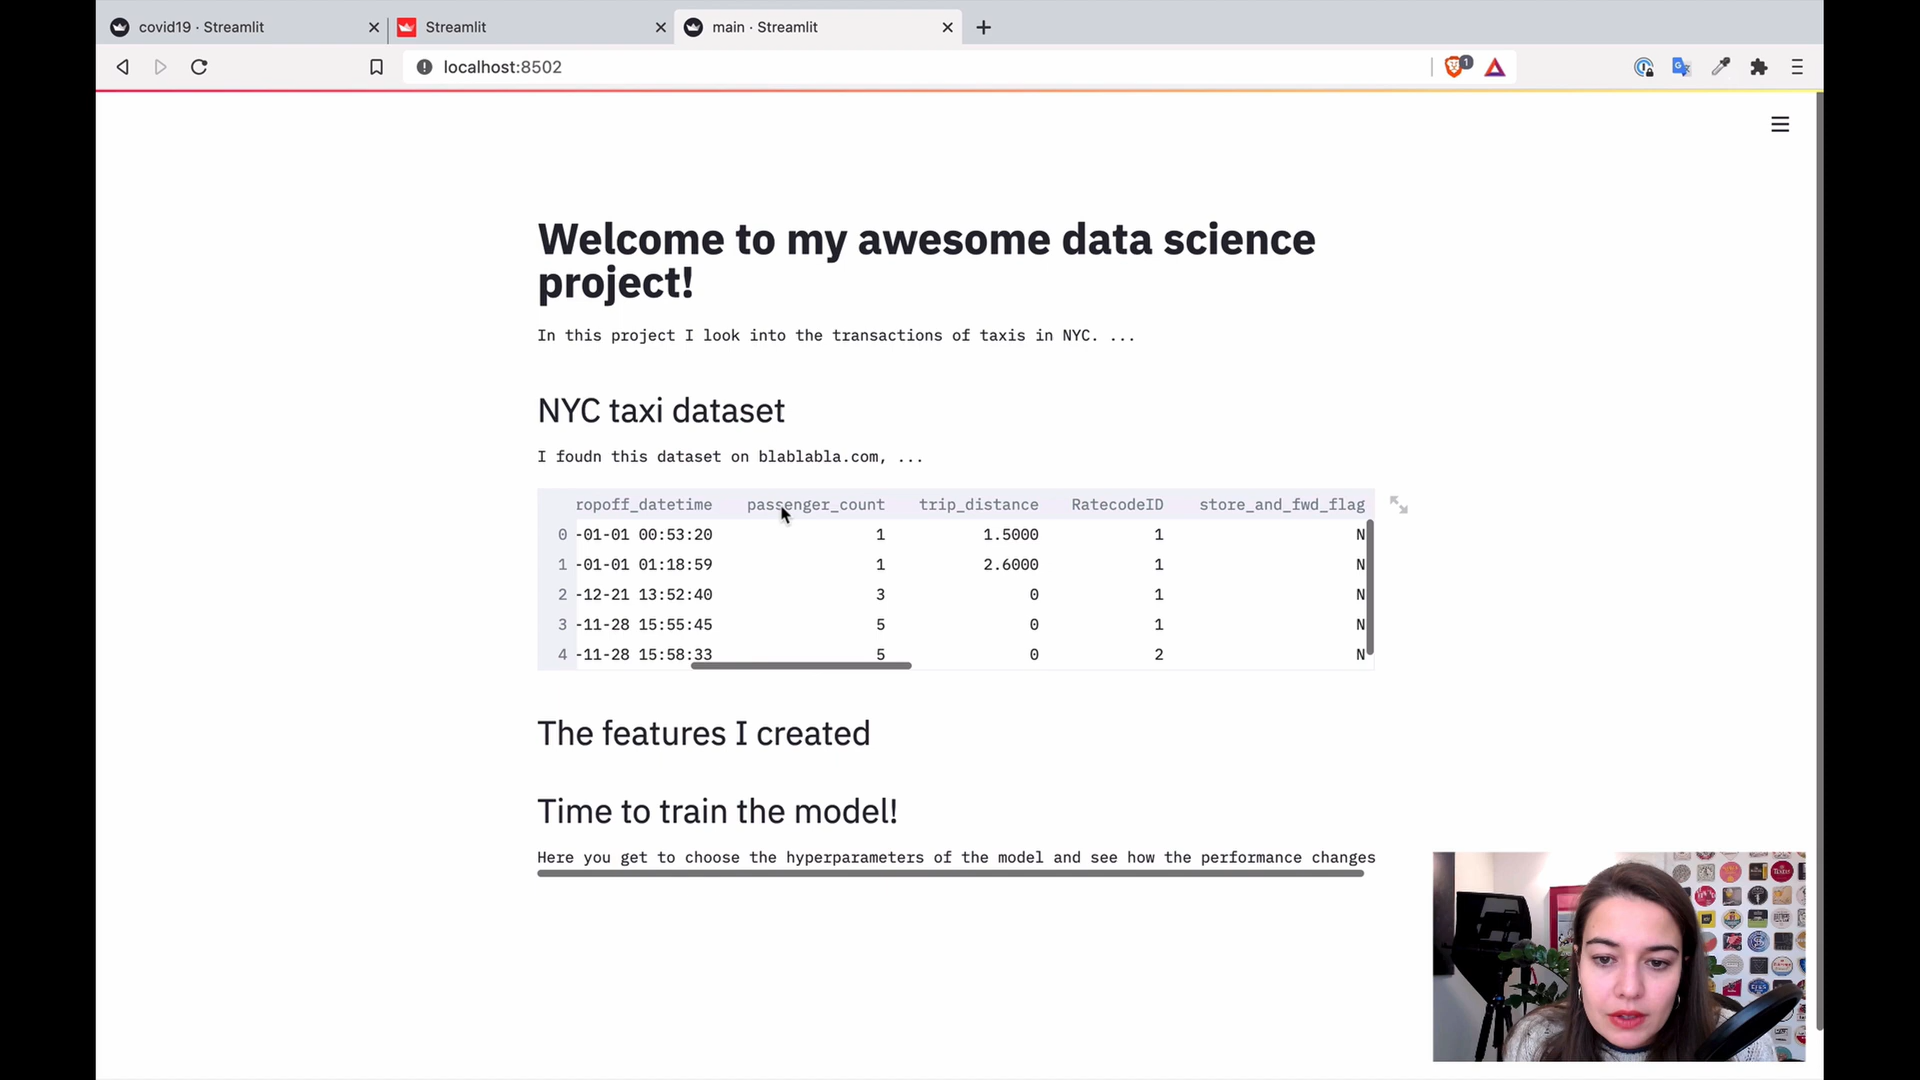 covid19 · Streamlit
Streamlit
main · Streamlit
localhost:8502
1
Welcome to my awesome data science
project!
In this project I look into the transactions of taxis in NYC. ...
NYC taxi dataset
I foudn this dataset on blablabla.com, ...
ropoff_datetime passenger_count trip_distance RatecodeID store_and_fwd_flag
0 -01-01 00:53:20 1 1.5000 1 N
1 -01-01 01:18:59 1 2.6000 1 N
2 -12-21 13:52:40 3 0 1 N
3 -11-28 15:55:45 5 0 1 N
4 -11-28 15:58:33 5 0 2 N
The features I created
Time to train the model!
Here you get to choose the hyperparameters of the model and see how the performance changes